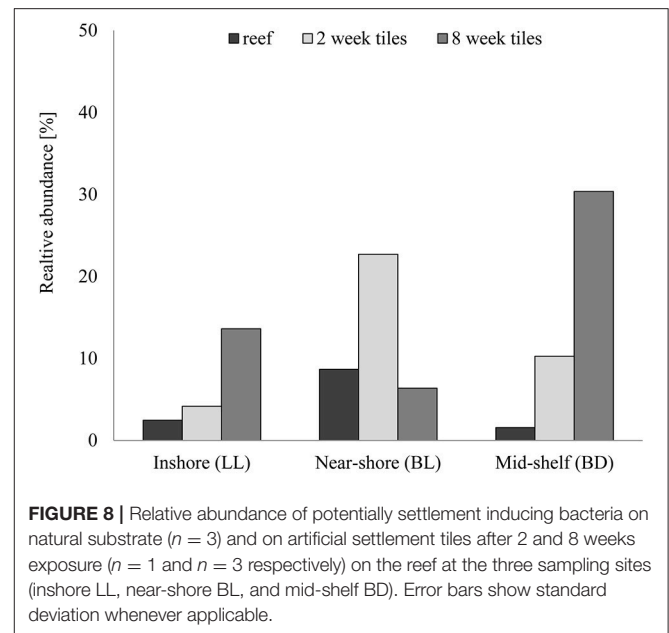 50
■ reef □ 2 week tiles ■ 8 week tiles
40
30
20
10
0
Realtive abundance [%]
Inshore (LL) Near-shore (BL) Mid-shelf (BD)
FIGURE 8 | Relative abundance of potentially settlement inducing bacteria on
natural substrate (n = 3) and on artificial settlement tiles after 2 and 8 weeks
exposure (n = 1 and n = 3 respectively) on the reef at the three sampling sites
(inshore LL, near-shore BL, and mid-shelf BD). Error bars show standard
deviation whenever applicable.